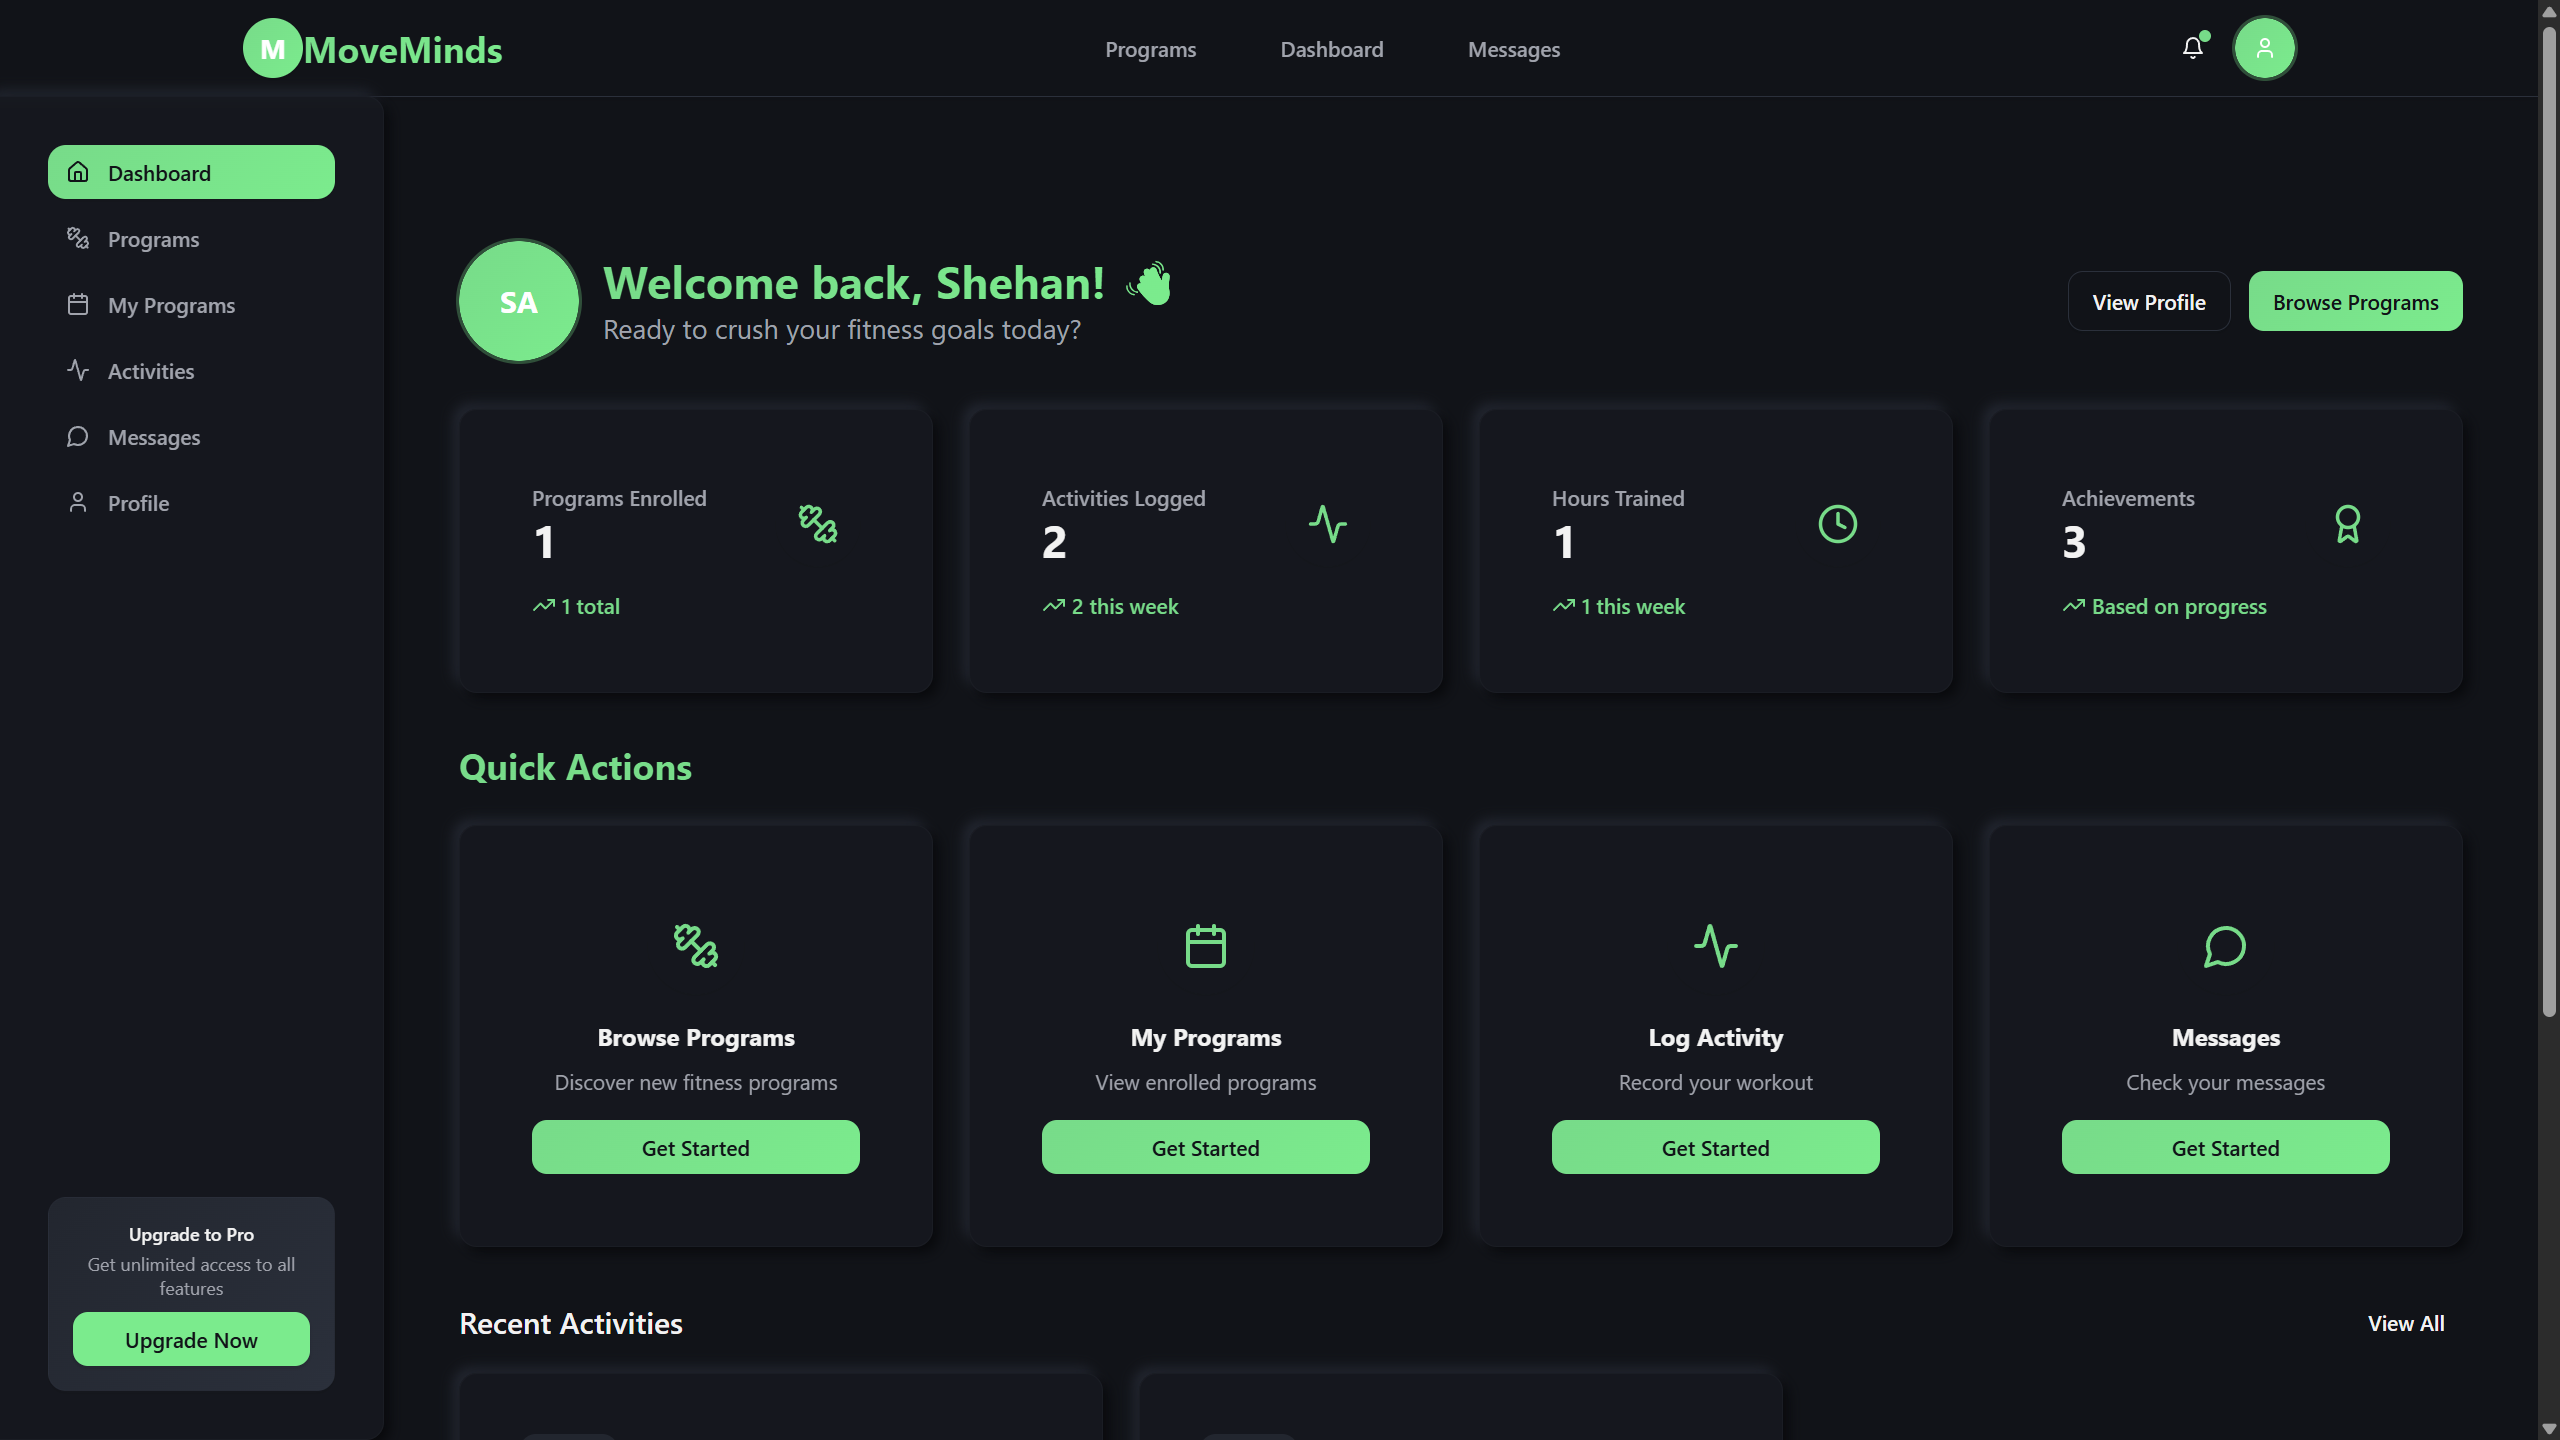 M MoveMinds
Programs
Dashboard
Messages
Dashboard
Programs
My Programs
Activities
Messages
Profile
Upgrade to Pro
Get unlimited access to all
features
Upgrade Now
SA
Welcome back, Shehan!
Ready to crush your fitness goals today?
View Profile
Browse Programs
Programs Enrolled
1
1 total
Activities Logged
2
2 this week
Hours Trained
1
1 this week
Achievements
3
Based on progress
Quick Actions
Browse Programs
Discover new fitness programs
Get Started
My Programs
View enrolled programs
Get Started
Log Activity
Record your workout
Get Started
Messages
Check your messages
Get Started
Recent Activities
View All